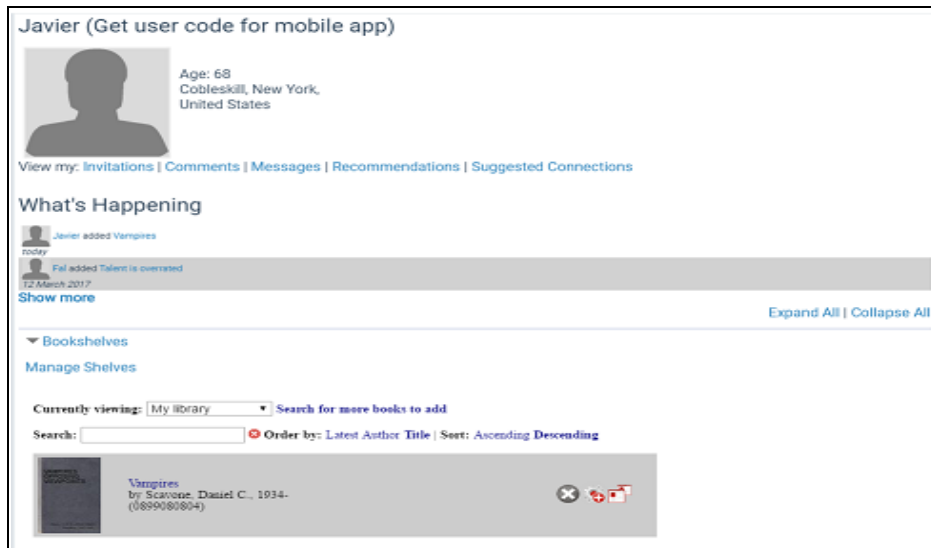 Javier (Get user code for mobile app)
Age: 68
Cobleskill, New York,
United States
View my: Invitations | Comments | Messages | Recommendations | Suggested Connections
What's Happening
Javier added Vampires
today
Fal added Talent is overrated
12 March 2017
Show more
Expand All | Collapse All
Bookshelves
Manage Shelves
Currently viewing: My library Search for more books to add
Search: Order by: Latest Author Title | Sort: Ascending Descending
VAMPIRES
OPPOSING
VIEWPOINTS
Vampires
by Scavone, Daniel C., 1934-
(0899080804)